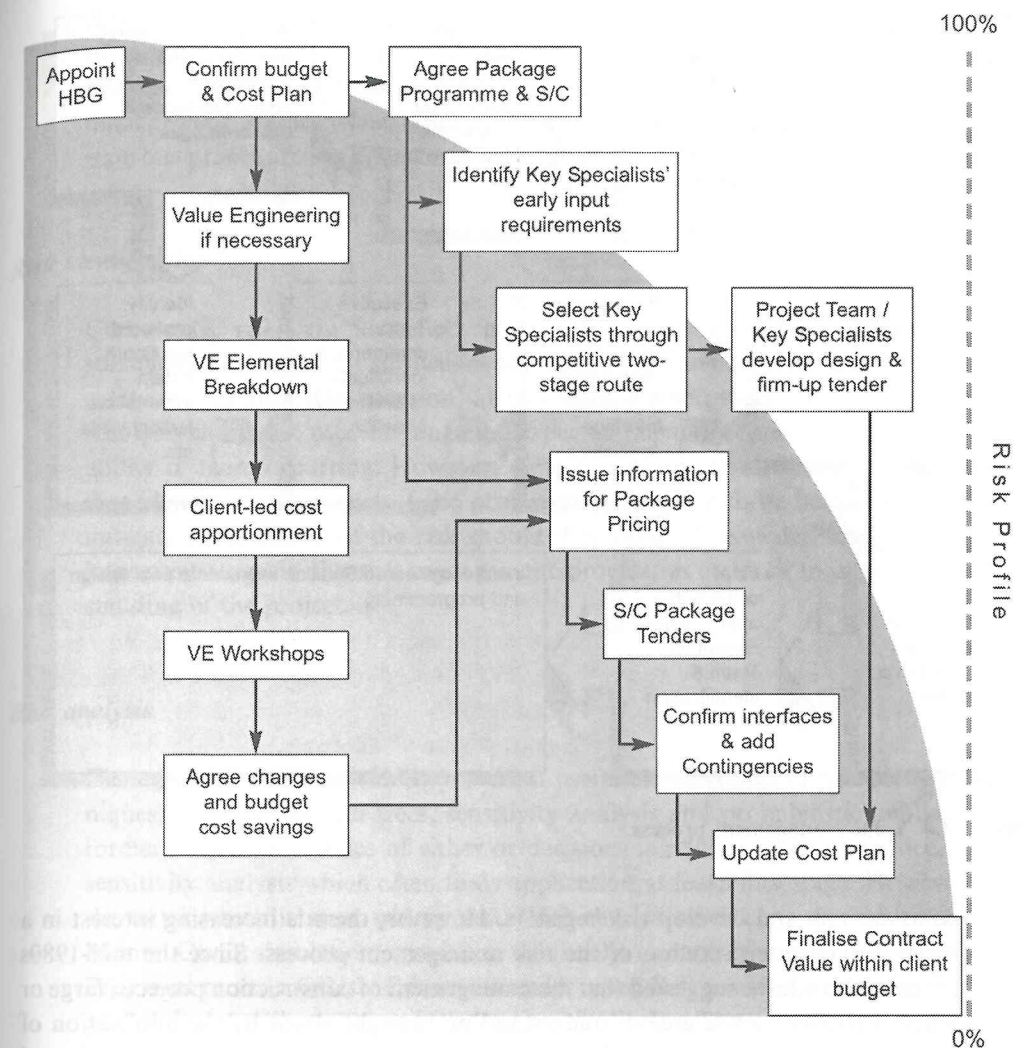 100%
Appoint
HBG
Confirm budget
& Cost Plan
Agree Package
Programme & S/C
Identify Key Specialists'
early input
requirements
Value Engineering
if necessary
Select Key
Specialists through
competitive two-
stage route
Project Team /
Key Specialists
develop design &
firm-up tender
VE Elemental
Breakdown
Risk Profile
Issue information
for Package
Pricing
Client-led cost
apportionment
S/C Package
Tenders
VE Workshops
Confirm interfaces
& add
Contingencies
Agree changes
and budget
cost savings
Update Cost Plan
Finalise Contract
Value within client
budget
0%